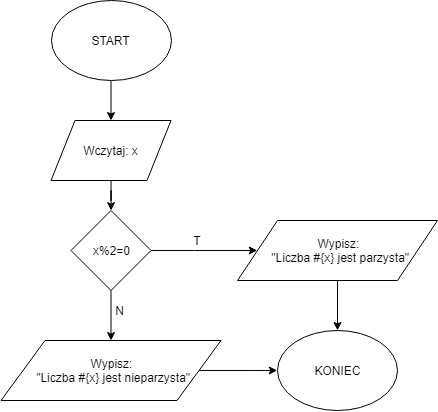 START
Wczytaj: x
x%2=0
T
Wypisz:
"Liczba #{x} jest parzysta"
N
Wypisz:
"Liczba #{x} jest nieparzysta"
KONIEC